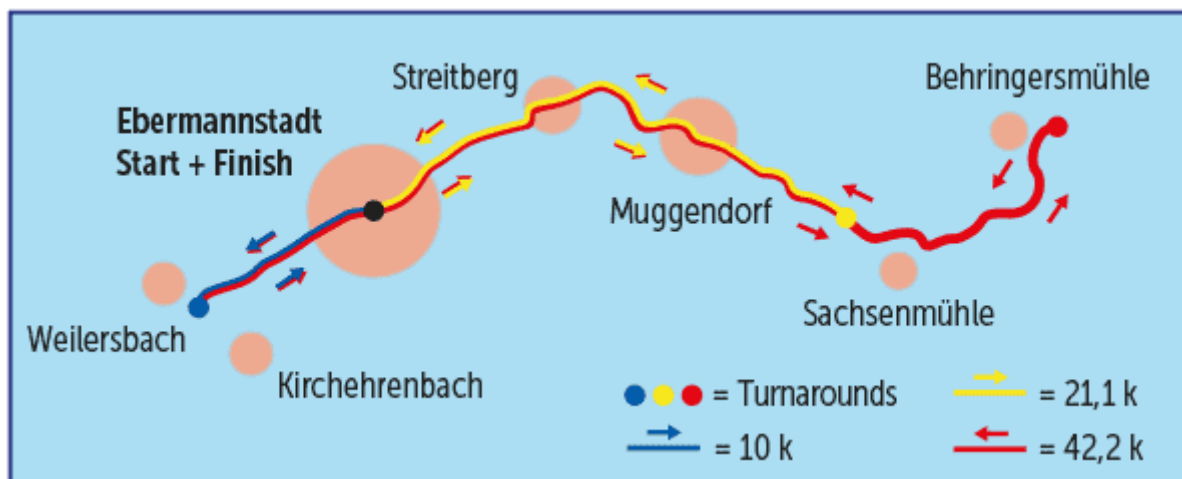 Streitberg
Behringersmühle
Ebermannstadt
Start + Finish
Muggendorf
Sachsenmühle
Weilersbach
Kirchehrenbach
= Turnarounds
= 21,1 k
= 10 k
= 42,2 k